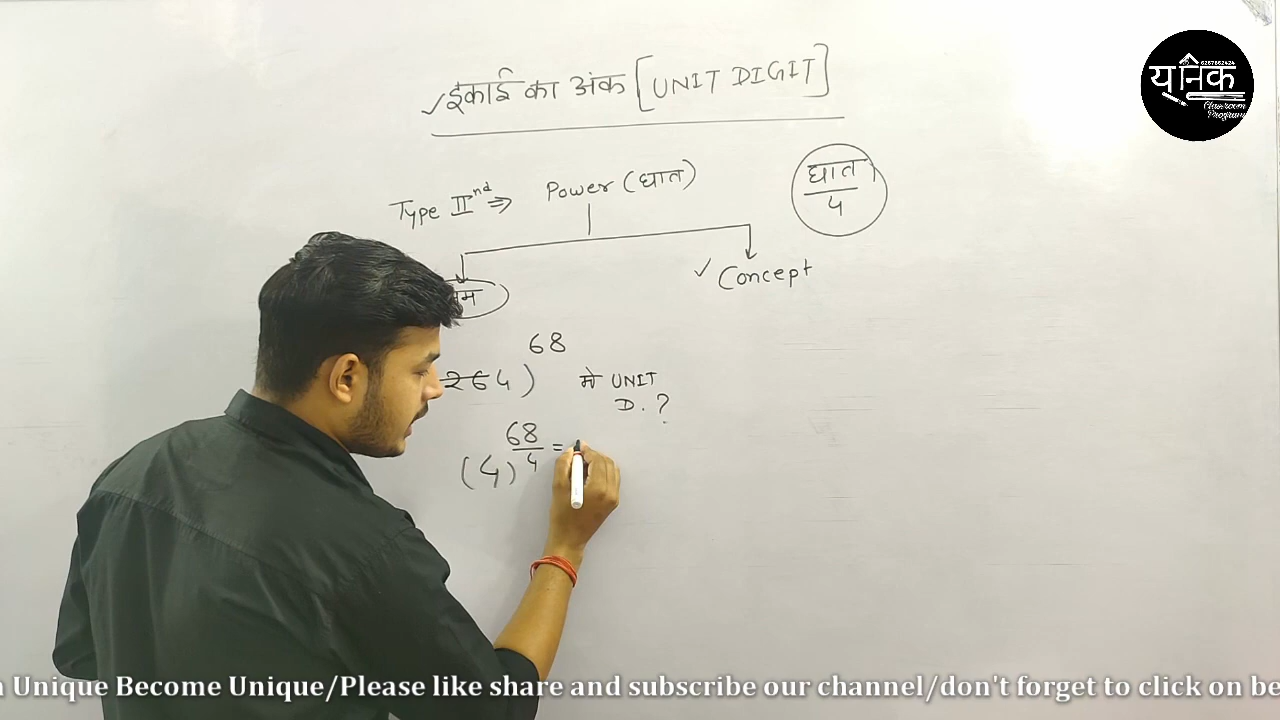 ✓इकाई का अंक [UNIT DIGIT]
Type IInd ⇒ Power (घात)
घात
4
✓ Concept
68
264) में UNIT
D. ?
68
(4) 4 =
यूनिक
6267862424
Classroom
Program
Unique Become Unique/Please like share and subscribe our channel/don't forget to click on be